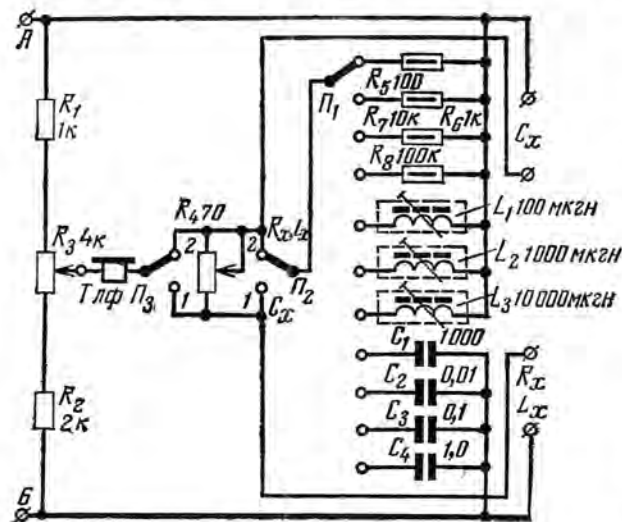 А
R1
1к
R3 4к
Тлф
П3
R2
2к
Б
R4 70
2
1
Rx, Lx
2
П2
1
Cx
П1
R5 100
R7 10к
R6 1к
R8 100к
Cx
L1 100 мкгн
L2 1000 мкгн
L3 10000 мкгн
C1
1000
C2
0,01
C3
0,1
C4
1,0
Rx
Lx